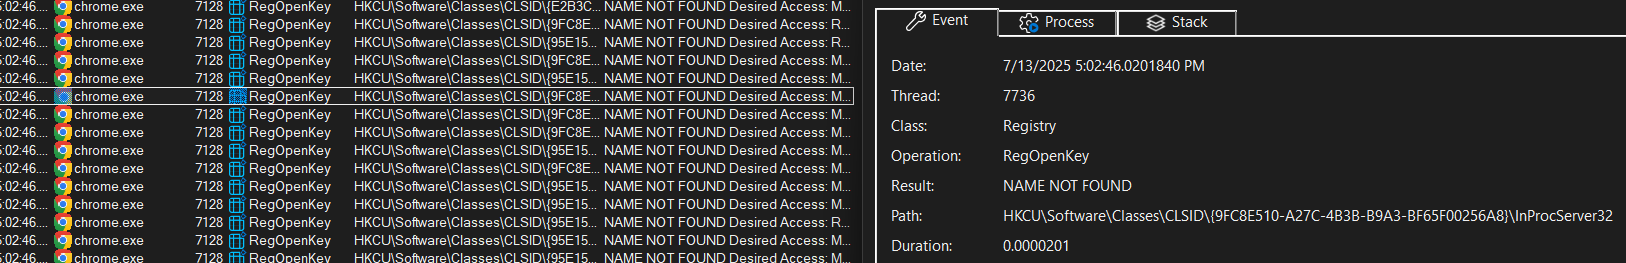 5:02:46.... chrome.exe 7128 RegOpenKey HKCU\Software\Classes\CLSID\{E2B3C... NAME NOT FOUND Desired Access: M...
5:02:46.... chrome.exe 7128 RegOpenKey HKCU\Software\Classes\CLSID\{9FC8E... NAME NOT FOUND Desired Access: R...
5:02:46.... chrome.exe 7128 RegOpenKey HKCU\Software\Classes\CLSID\{95E15... NAME NOT FOUND Desired Access: R...
5:02:46.... chrome.exe 7128 RegOpenKey HKCU\Software\Classes\CLSID\{9FC8E... NAME NOT FOUND Desired Access: M...
5:02:46.... chrome.exe 7128 RegOpenKey HKCU\Software\Classes\CLSID\{95E15... NAME NOT FOUND Desired Access: M...
5:02:46.... chrome.exe 7128 RegOpenKey HKCU\Software\Classes\CLSID\{9FC8E... NAME NOT FOUND Desired Access: M...
5:02:46.... chrome.exe 7128 RegOpenKey HKCU\Software\Classes\CLSID\{9FC8E... NAME NOT FOUND Desired Access: M...
5:02:46.... chrome.exe 7128 RegOpenKey HKCU\Software\Classes\CLSID\{9FC8E... NAME NOT FOUND Desired Access: M...
5:02:46.... chrome.exe 7128 RegOpenKey HKCU\Software\Classes\CLSID\{95E15... NAME NOT FOUND Desired Access: M...
5:02:46.... chrome.exe 7128 RegOpenKey HKCU\Software\Classes\CLSID\{9FC8E... NAME NOT FOUND Desired Access: M...
5:02:46.... chrome.exe 7128 RegOpenKey HKCU\Software\Classes\CLSID\{95E15... NAME NOT FOUND Desired Access: M...
5:02:46.... chrome.exe 7128 RegOpenKey HKCU\Software\Classes\CLSID\{95E15... NAME NOT FOUND Desired Access: M...
5:02:46.... chrome.exe 7128 RegOpenKey HKCU\Software\Classes\CLSID\{95E15... NAME NOT FOUND Desired Access: R...
5:02:46.... chrome.exe 7128 RegOpenKey HKCU\Software\Classes\CLSID\{95E15... NAME NOT FOUND Desired Access: M...
5:02:46.... chrome.exe 7128 RegOpenKey HKCU\Software\Classes\CLSID\{95E15... NAME NOT FOUND Desired Access: M...
Event Process Stack
Date: 7/13/2025 5:02:46.0201840 PM
Thread: 7736
Class: Registry
Operation: RegOpenKey
Result: NAME NOT FOUND
Path: HKCU\Software\Classes\CLSID\{9FC8E510-A27C-4B3B-B9A3-BF65F00256A8}\InProcServer32
Duration: 0.0000201